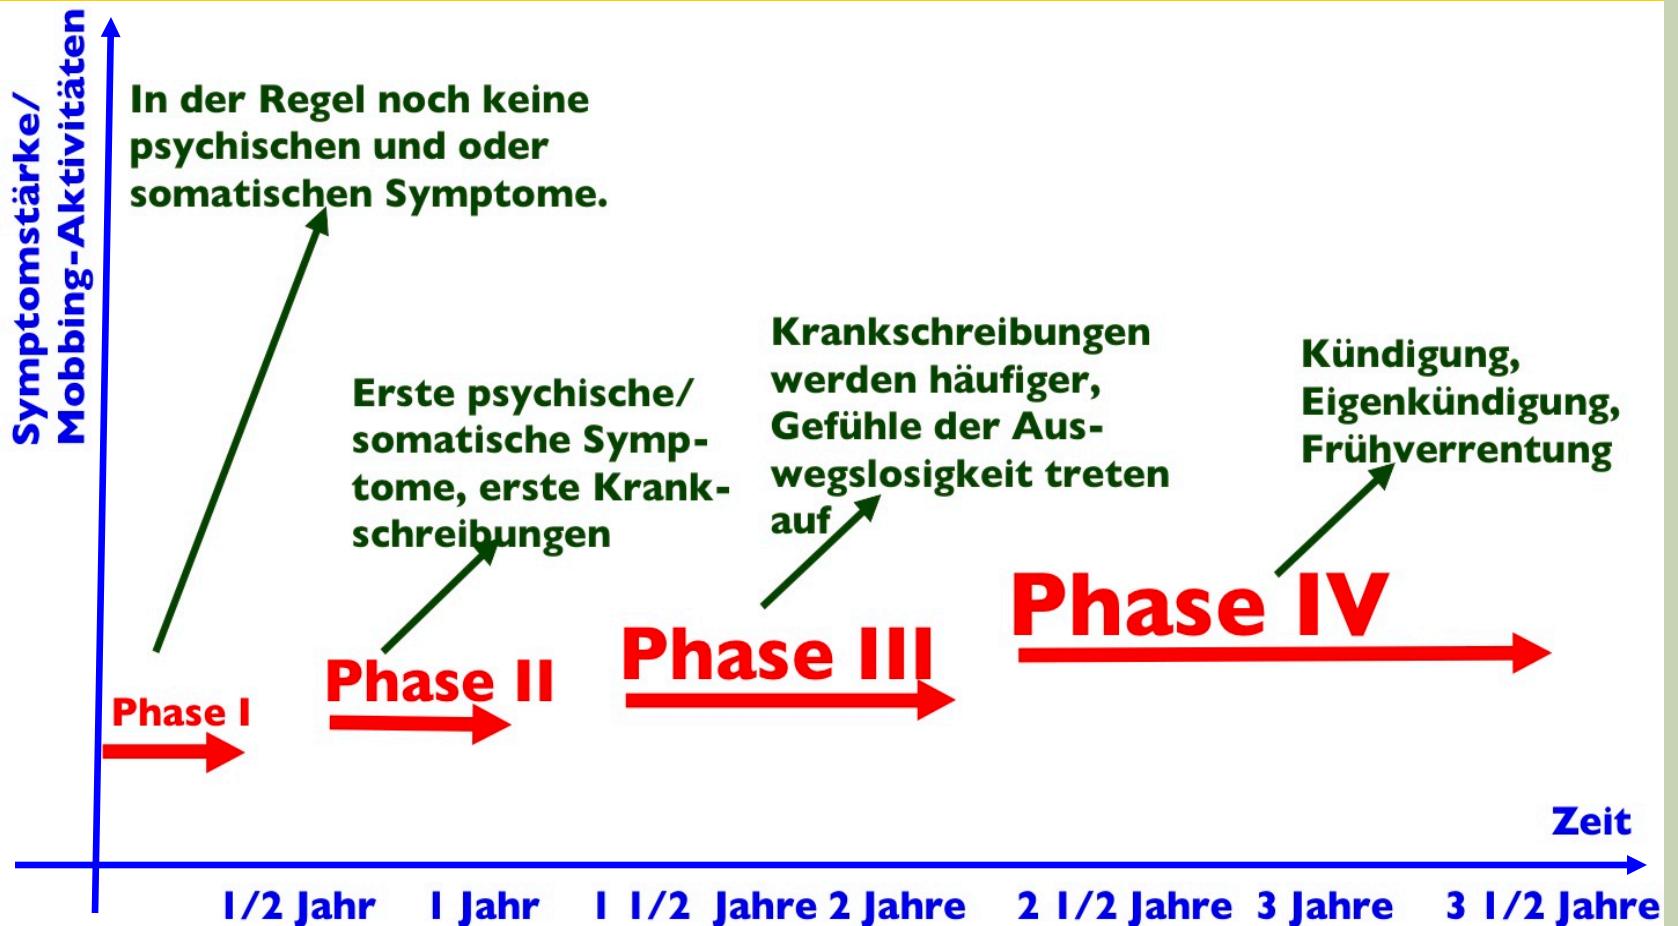 Symptomstärke/
Mobbing-Aktivitäten
In der Regel noch keine
psychischen und oder
somatischen Symptome.
Erste psychische/
somatische Symp-
tome, erste Krank-
schreibungen
Krankschreibungen
werden häufiger,
Gefühle der Aus-
wegslosigkeit treten
auf
Kündigung,
Eigenkündigung,
Frühverrentung
Phase I
Phase II
Phase III
Phase IV
Zeit
1/2 Jahr 1 Jahr 1 1/2 Jahre 2 Jahre 2 1/2 Jahre 3 Jahre 3 1/2 Jahre